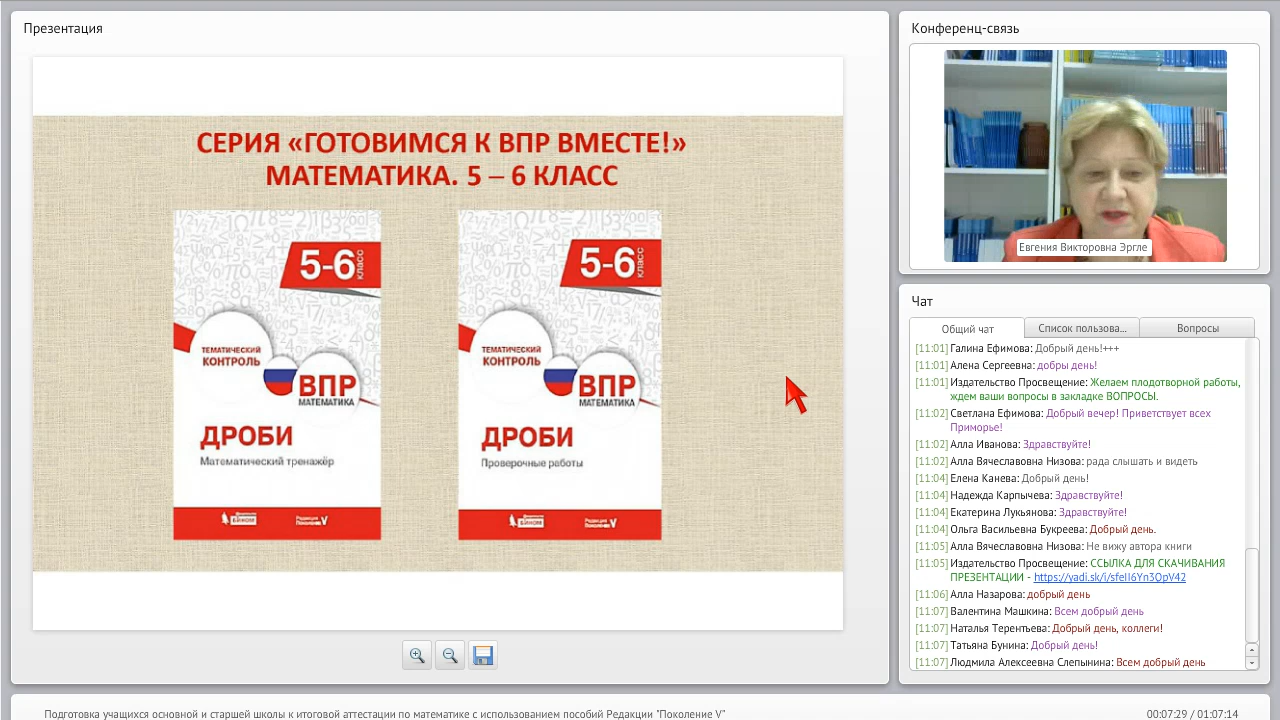 Презентация
СЕРИЯ «ГОТОВИМСЯ К ВПР ВМЕСТЕ!»
МАТЕМАТИКА. 5 – 6 КЛАСС
5-6
класс
ТЕМАТИЧЕСКИЙ
КОНТРОЛЬ
ВПР
МАТЕМАТИКА
ДРОБИ
Математический тренажёр
БИНОМ
Редакция
Поколение V
5-6
класс
ТЕМАТИЧЕСКИЙ
КОНТРОЛЬ
ВПР
МАТЕМАТИКА
ДРОБИ
Проверочные работы
БИНОМ
Редакция
Поколение V
Конференц-связь
Евгения Викторовна Эргле
Чат
Общий чат
Список пользова...
Вопросы
[11:01] Галина Ефимова: Добрый день!+++
[11:01] Алена Сергеевна: добры день!
[11:01] Издательство Просвещение: Желаем плодотворной работы,
ждем ваши вопросы в закладке ВОПРОСЫ.
[11:02] Светлана Ефимова: Добрый вечер! Приветствует всех
Приморье!
[11:02] Алла Иванова: Здравствуйте!
[11:02] Алла Вячеславовна Низова: рада слышать и видеть
[11:04] Елена Канева: Добрый день!
[11:04] Надежда Карпычева: Здравствуйте!
[11:04] Екатерина Лукьянова: Здравствуйте!
[11:04] Ольга Васильевна Букреева: Добрый день.
[11:05] Алла Вячеславовна Низова: Не вижу автора книги
[11:05] Издательство Просвещение: ССЫЛКА ДЛЯ СКАЧИВАНИЯ
ПРЕЗЕНТАЦИИ - https://yadi.sk/i/sfeII6Yn3OpV42
[11:06] Алла Назарова: добрый день
[11:07] Валентина Машкина: Всем добрый день
[11:07] Наталья Терентьева: Добрый день, коллеги!
[11:07] Татьяна Бунина: Добрый день!
[11:07] Людмила Алексеевна Слепынина: Всем добрый день
Подготовка учащихся основной и старшей школы к итоговой аттестации по математике с использованием пособий Редакции "Поколение V"
00:07:29 / 01:07:14